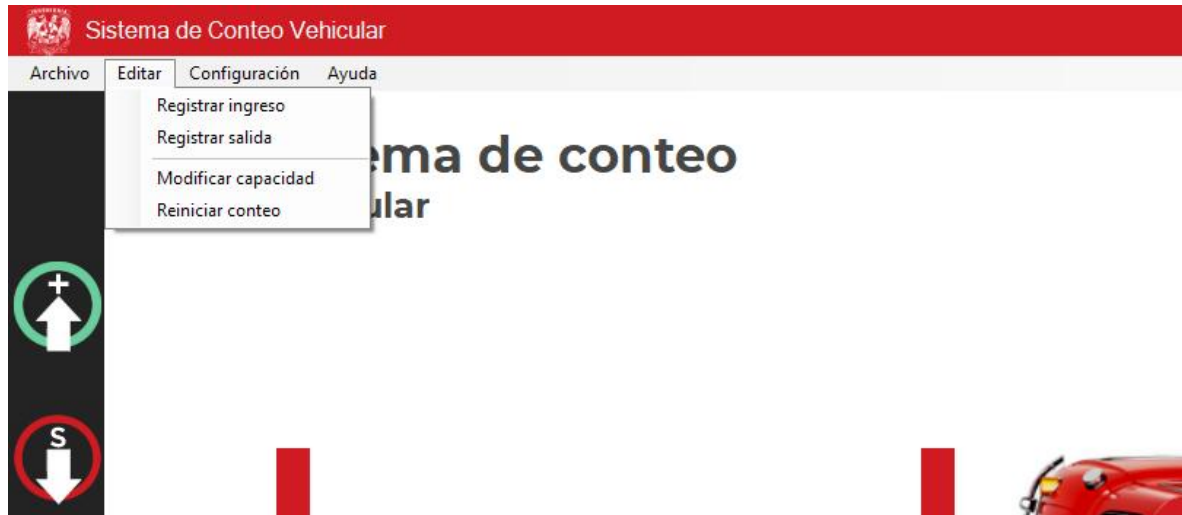 Sistema de Conteo Vehicular
Archivo Editar Configuración Ayuda
Registrar ingreso
Registrar salida
Modificar capacidad
Reiniciar conteo
ema de conteo
ular
+
S